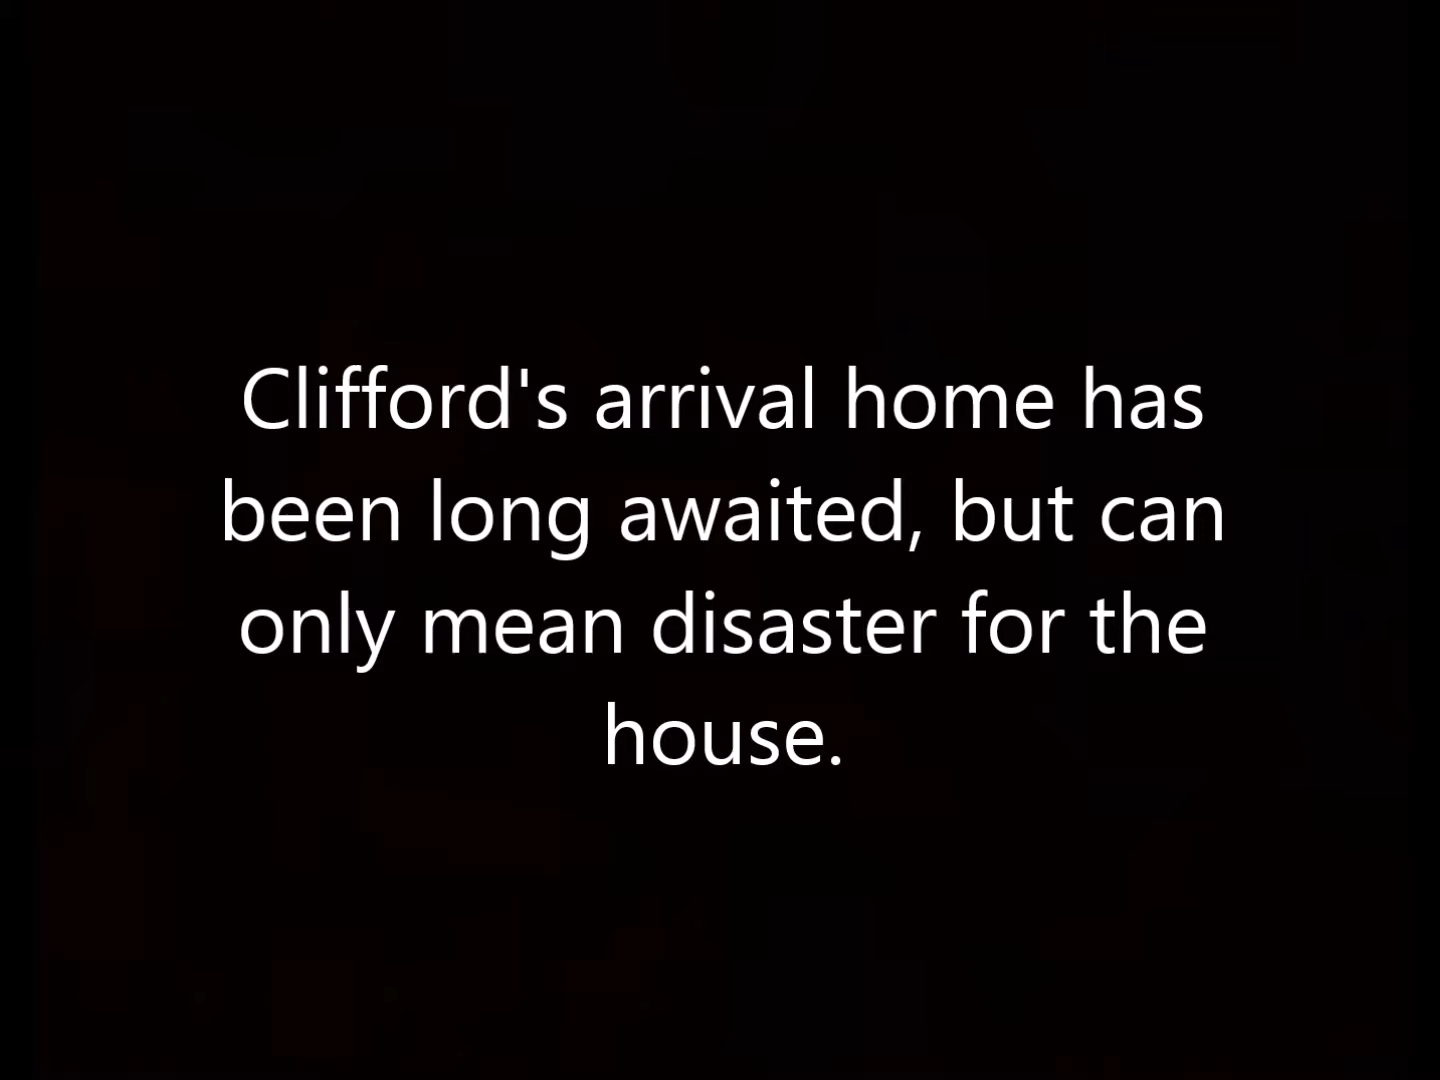 Clifford's arrival home has
been long awaited, but can
only mean disaster for the
house.